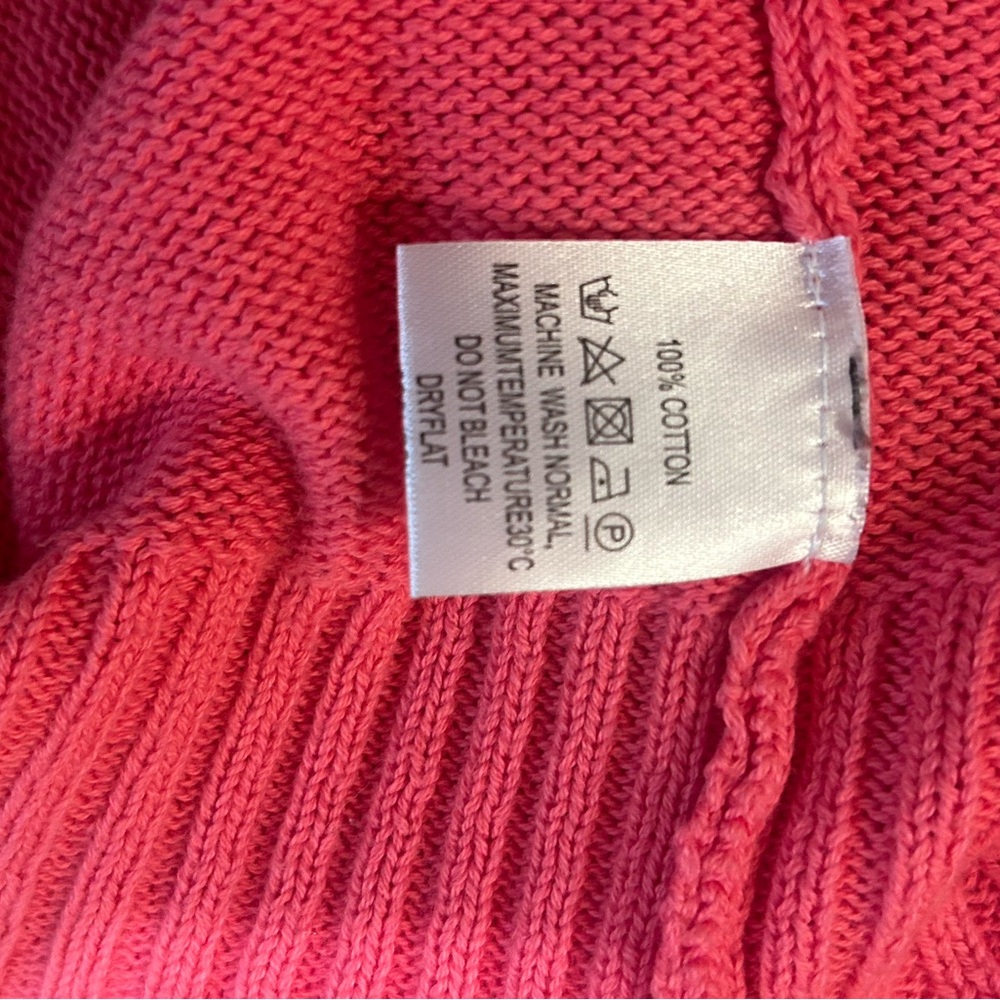 100% COTTON
P
MACHINE WASH NORMAL,
MAXIMUMTEMPERATURE30°C
DO NOT BLEACH
DRYFLAT